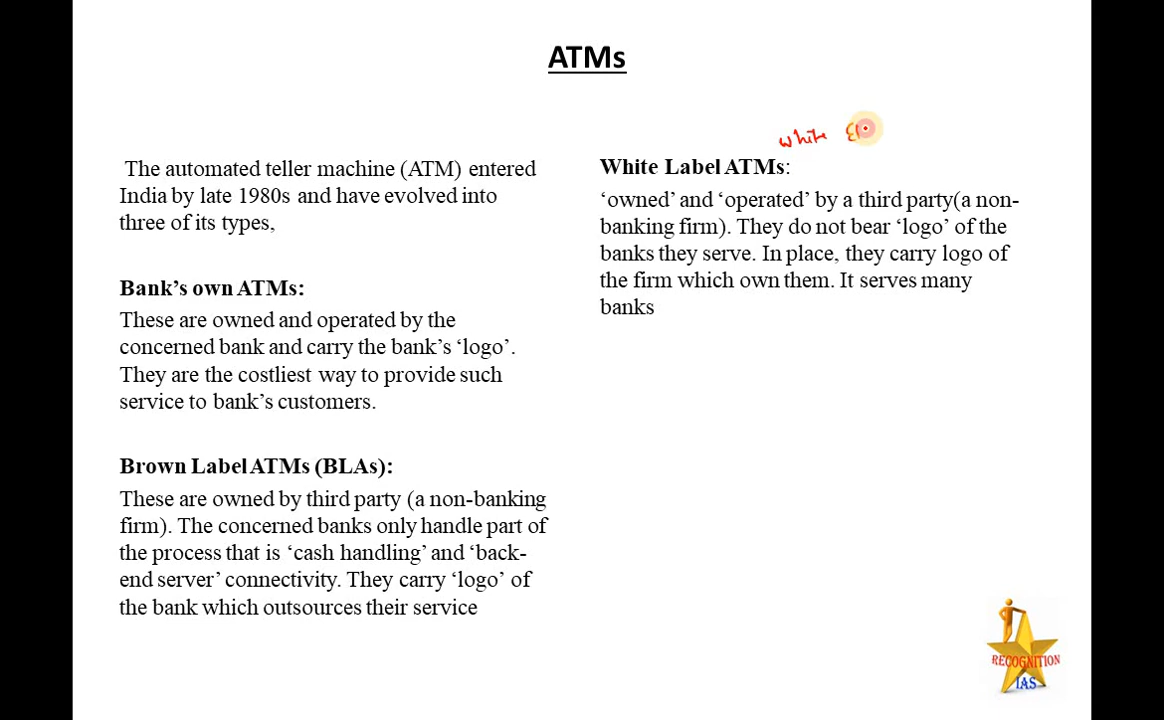 ATMs
The automated teller machine (ATM) entered
India by late 1980s and have evolved into
three of its types,
Bank's own ATMs:
These are owned and operated by the
concerned bank and carry the bank's 'logo'.
They are the costliest way to provide such
service to bank's customers.
Brown Label ATMs (BLAs):
These are owned by third party (a non-banking
firm). The concerned banks only handle part of
the process that is 'cash handling' and 'back-
end server' connectivity. They carry 'logo' of
the bank which outsources their service
white
White Label ATMs:
'owned' and 'operated' by a third party(a non-
banking firm). They do not bear 'logo' of the
banks they serve. In place, they carry logo of
the firm which own them. It serves many
banks
RECOGNITION
IAS